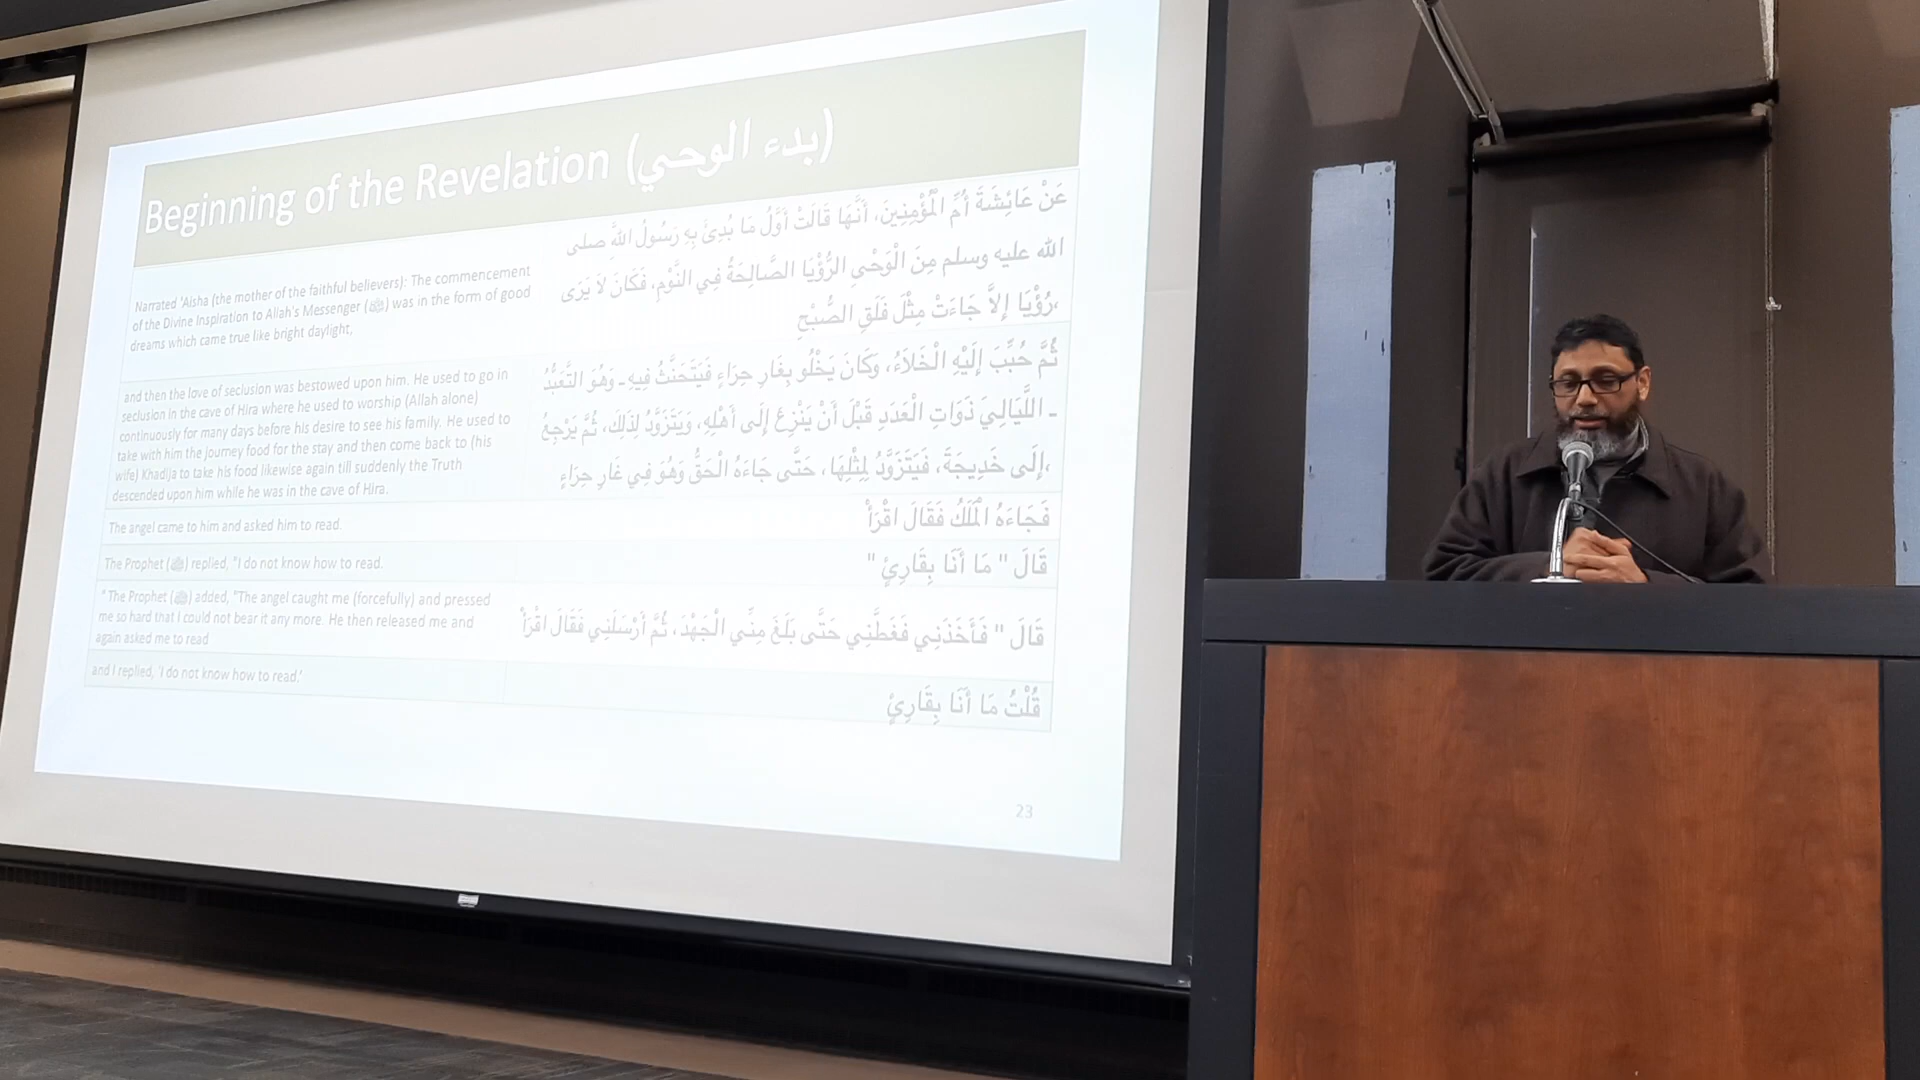 Beginning of the Revelation (بدء الوحي)
Narrated 'Aisha (the mother of the faithful believers): The commencement
of the Divine Inspiration to Allah's Messenger (ﷺ) was in the form of good
dreams which came true like bright daylight,
عَنْ عَائِشَةَ أُمِّ الْمُؤْمِنِينَ، أَنَّهَا قَالَتْ أَوَّلُ مَا بُدِئَ بِهِ رَسُولُ اللَّهِ صلى
الله عليه وسلم مِنَ الْوَحْىِ الرُّؤْيَا الصَّالِحَةُ فِي النَّوْمِ، فَكَانَ لاَ يَرَى
رُؤْيَا إِلاَّ جَاءَتْ مِثْلَ فَلَقِ الصُّبْحِ،
and then the love of seclusion was bestowed upon him. He used to go in
seclusion in the cave of Hira where he used to worship (Allah alone)
continuously for many days before his desire to see his family. He used to
take with him the journey food for the stay and then come back to (his
wife) Khadija to take his food likewise again till suddenly the Truth
descended upon him while he was in the cave of Hira.
ثُمَّ حُبِّبَ إِلَيْهِ الْخَلاَءُ، وَكَانَ يَخْلُو بِغَارِ حِرَاءٍ فَيَتَحَنَّثُ فِيهِ ـ وَهُوَ التَّعَبُّدُ
ـ اللَّيَالِيَ ذَوَاتِ الْعَدَدِ قَبْلَ أَنْ يَنْزِعَ إِلَى أَهْلِهِ، وَيَتَزَوَّدُ لِذَلِكَ، ثُمَّ يَرْجِعُ
إِلَى خَدِيجَةَ، فَيَتَزَوَّدُ لِمِثْلِهَا، حَتَّى جَاءَهُ الْحَقُّ وَهُوَ فِي غَارِ حِرَاءٍ،
The angel came to him and asked him to read.
فَجَاءَهُ الْمَلَكُ فَقَالَ اقْرَأْ
The Prophet (ﷺ) replied, "I do not know how to read.
قَالَ " مَا أَنَا بِقَارِئٍ "
" The Prophet (ﷺ) added, "The angel caught me (forcefully) and pressed
me so hard that I could not bear it any more. He then released me and
again asked me to read
قَالَ " فَأَخَذَنِي فَغَطَّنِي حَتَّى بَلَغَ مِنِّي الْجَهْدَ، ثُمَّ أَرْسَلَنِي فَقَالَ اقْرَأْ
and I replied, 'I do not know how to read.'
قُلْتُ مَا أَنَا بِقَارِئٍ
23